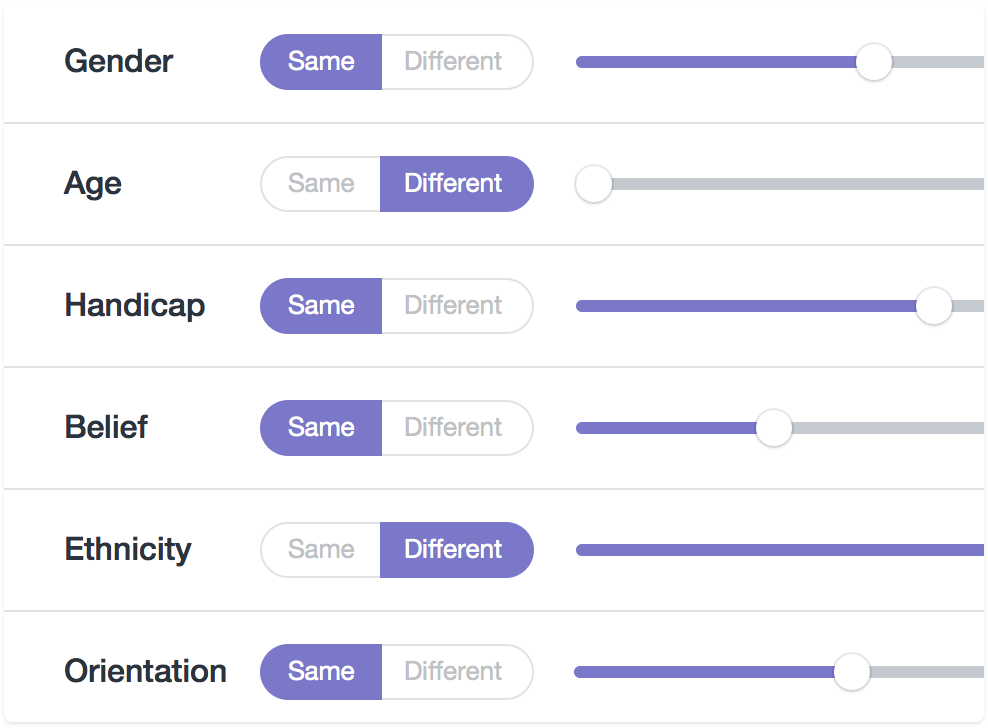 Gender Same Different
Age Same Different
Handicap Same Different
Belief Same Different
Ethnicity Same Different
Orientation Same Different